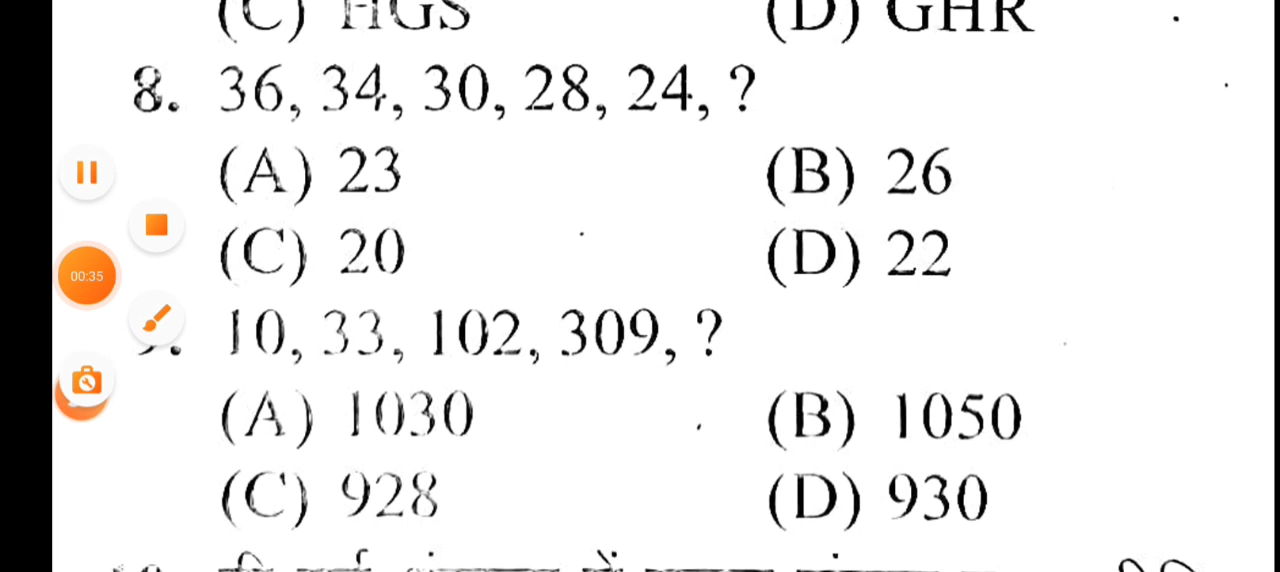 (C) HGS (D) GHR
8. 36, 34, 30, 28, 24, ?
(A) 23 (B) 26
(C) 20 (D) 22
00:35
10, 33, 102, 309, ?
(A) 1030 (B) 1050
(C) 928 (D) 930